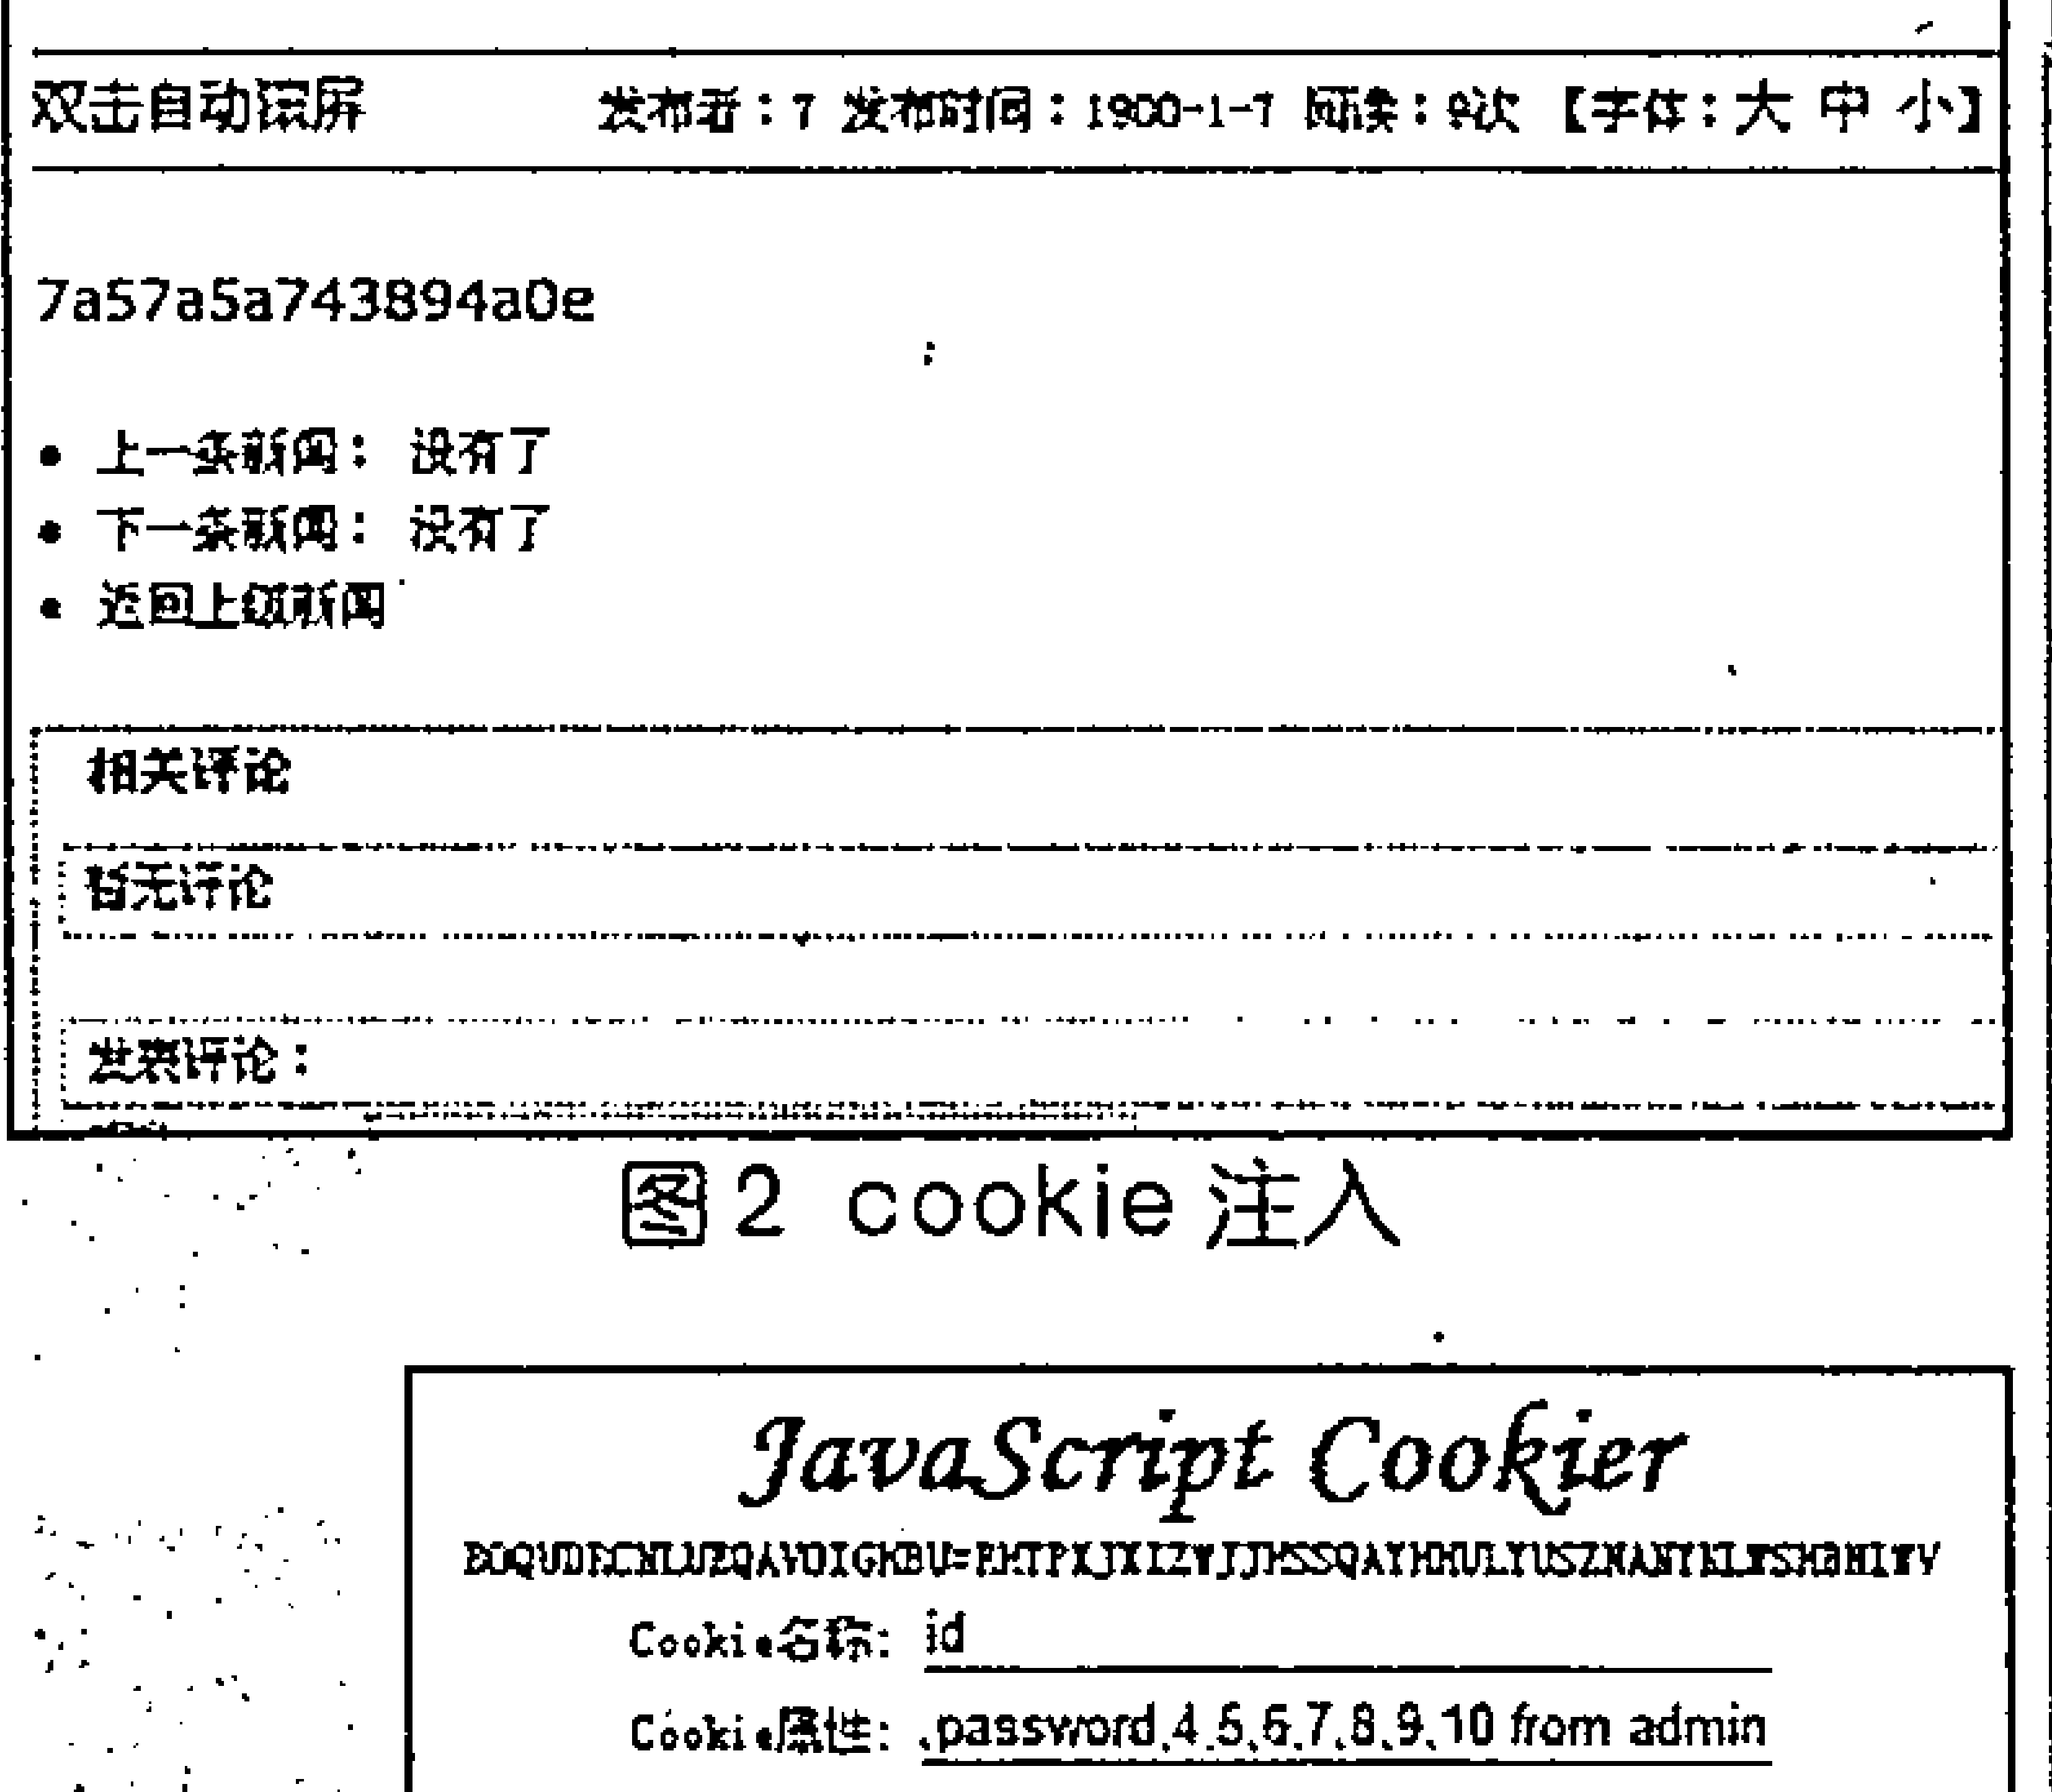 双击自动滚屏 发布者：7 发布时间：1900-1-7 阅读：9次 【字体：大 中 小】
7a57a5a743894a0e
• 上一条新闻： 没有了
• 下一条新闻： 没有了
• 返回上级新闻
相关评论
暂无评论
发表评论：
图2 cookie 注入
JavaScript Cookier
Cookie名称: id
Cookie属性: ,password,4,5,6,7,8,9,10 from admin